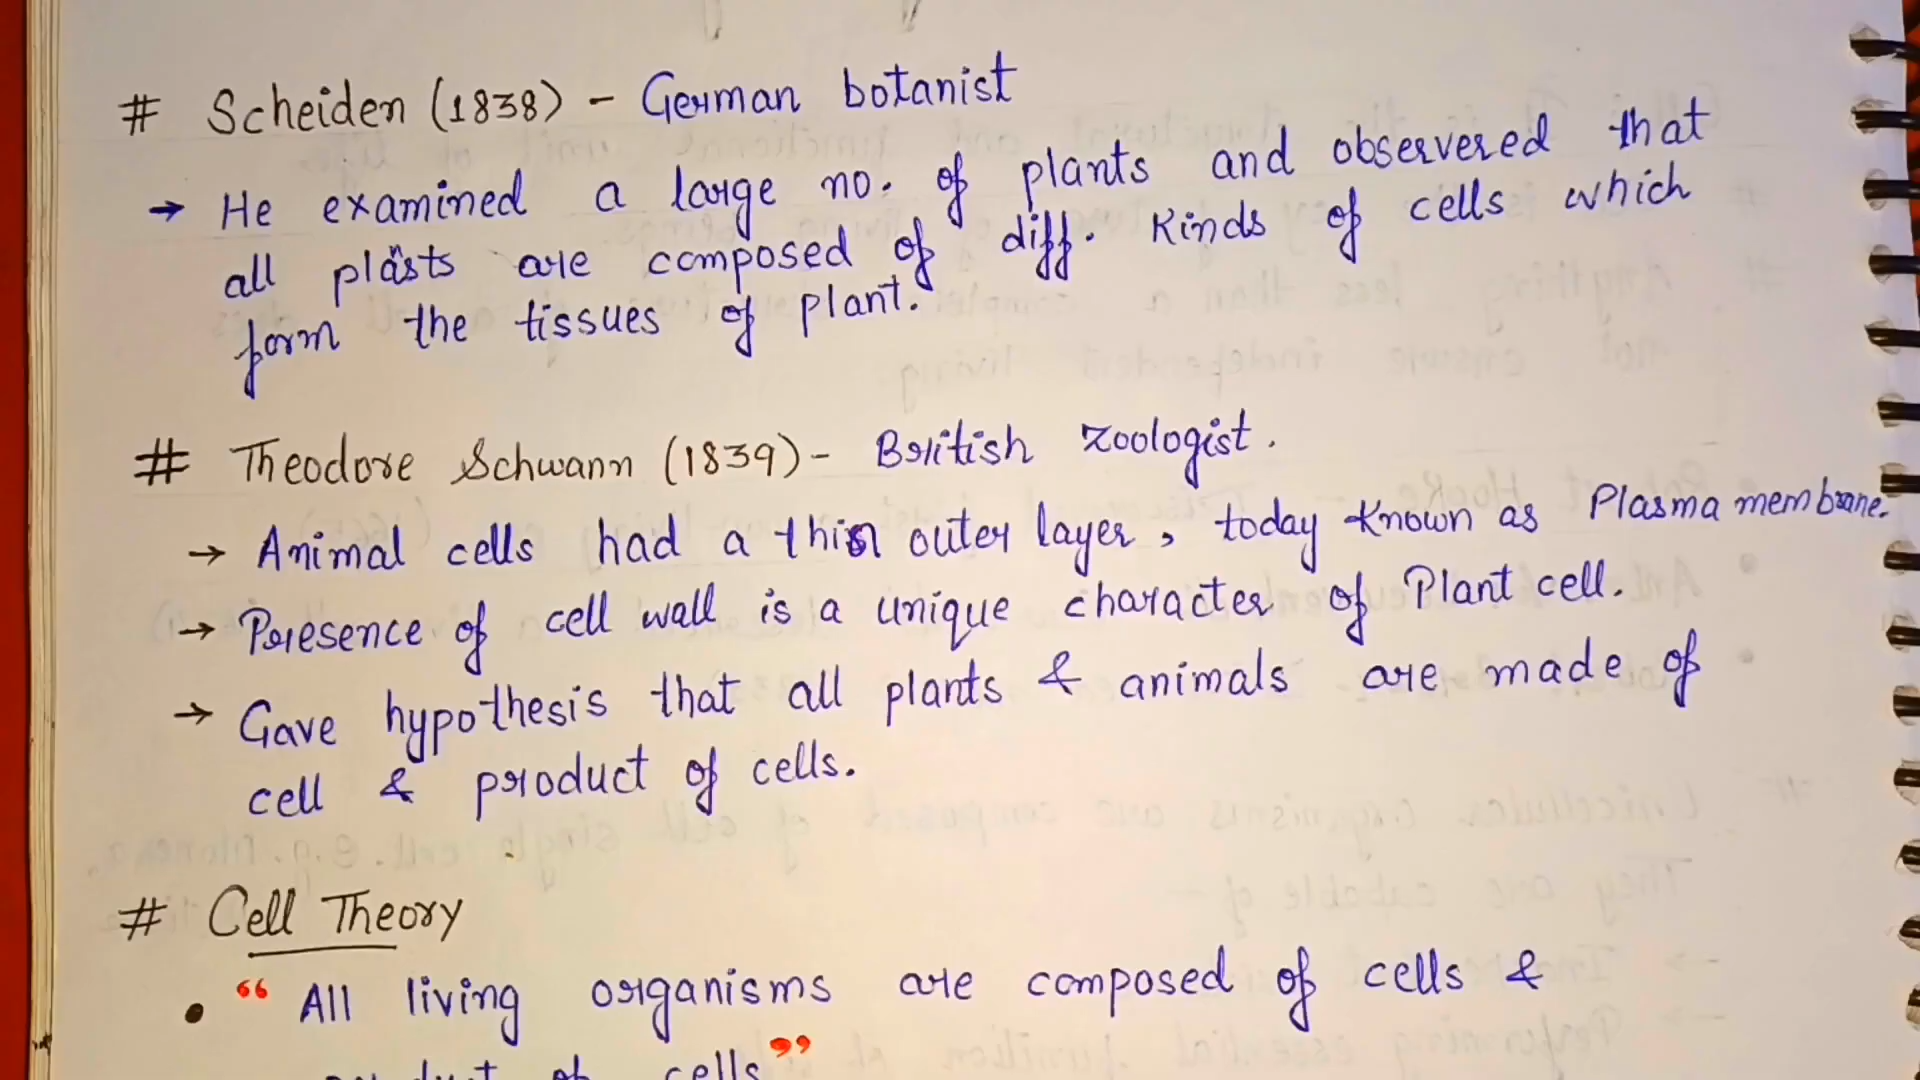 # Scheiden (1838) - German botanist
→ He examined a large no. of plants and observered that
all plasts are composed of diff. kinds of cells which
form the tissues of plant.
# Theodore Schwann (1839) - British zoologist.
→ Animal cells had a thin outer layer, today known as Plasma membrane.
→ Presence of cell wall is a unique character of Plant cell.
→ Gave hypothesis that all plants & animals are made of
cell & product of cells.
# Cell Theory
• “ All living organisms are composed of cells &
product of cells ”